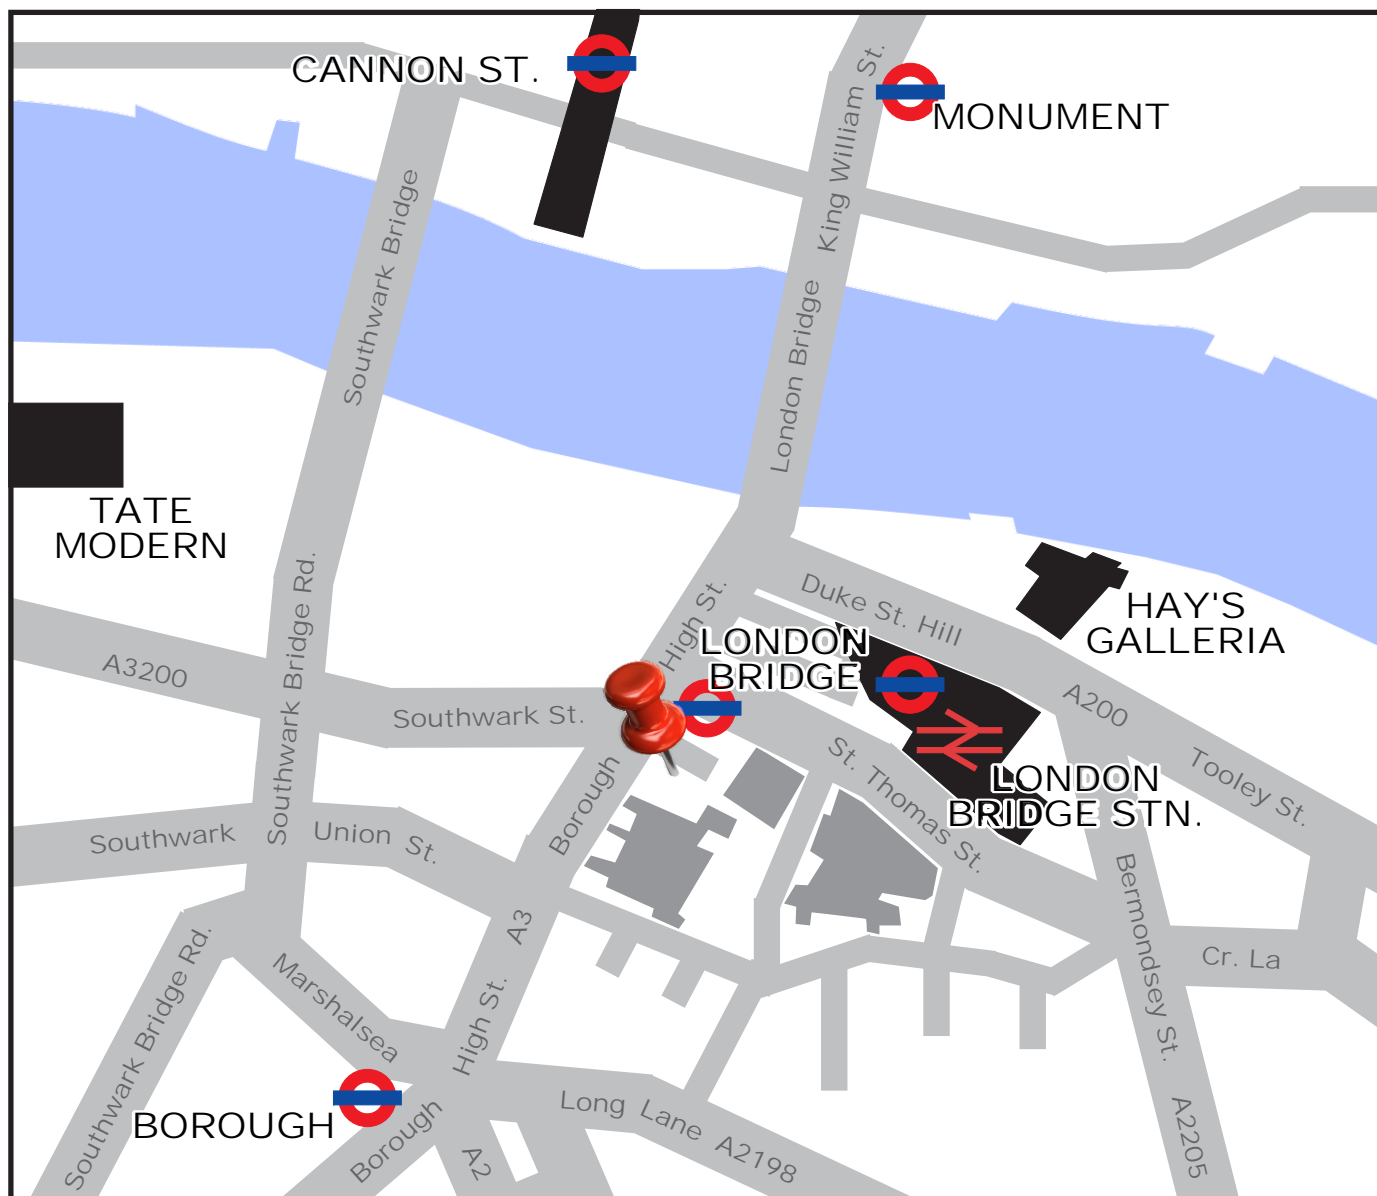 CANNON ST.
MONUMENT
King William St.
Southwark Bridge
London Bridge
TATE
MODERN
Duke St. Hill
HAY'S
GALLERIA
High St.
LONDON
BRIDGE
A3200
Southwark Bridge Rd.
Southwark St.
A200
Tooley St.
St. Thomas St.
LONDON
BRIDGE STN.
Borough
Southwark
Union St.
A3
Bermondsey St.
Cr. La
Southwark Bridge Rd.
Marshalsea
High St.
BOROUGH
Borough
A2
Long Lane A2198
A2205